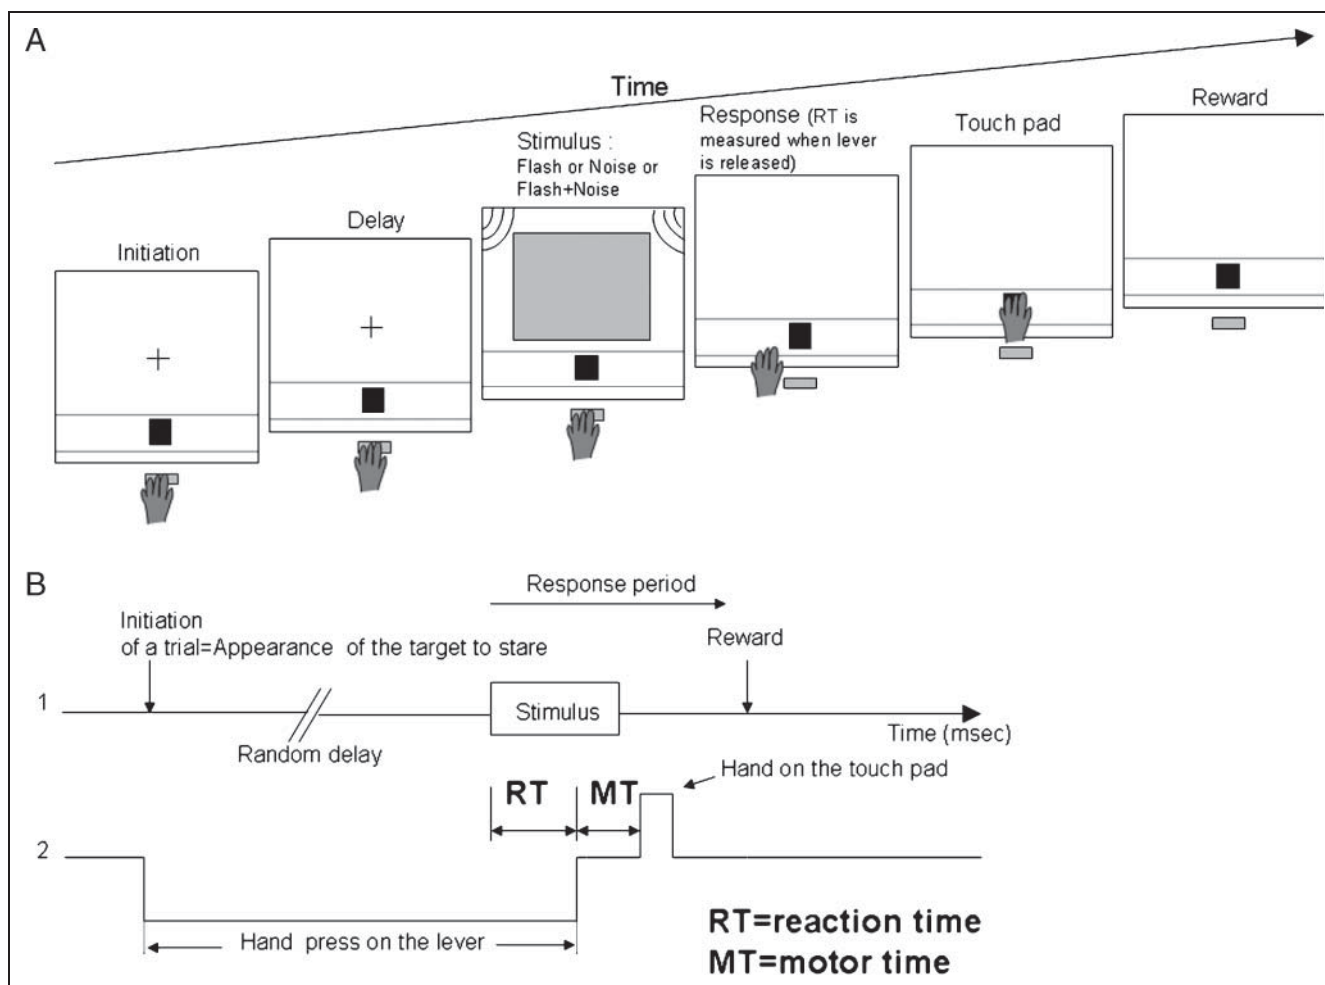 A
Time
Initiation
Delay
Stimulus :
Flash or Noise or
Flash+Noise
Response (RT is
measured when lever
is released)
Touch pad
Reward
B
Response period
Initiation
of a trial=Appearance of the target to stare
Reward
1
Stimulus
Random delay
Time (msec)
Hand on the touch pad
RT
MT
2
Hand press on the lever
RT=reaction time
MT=motor time